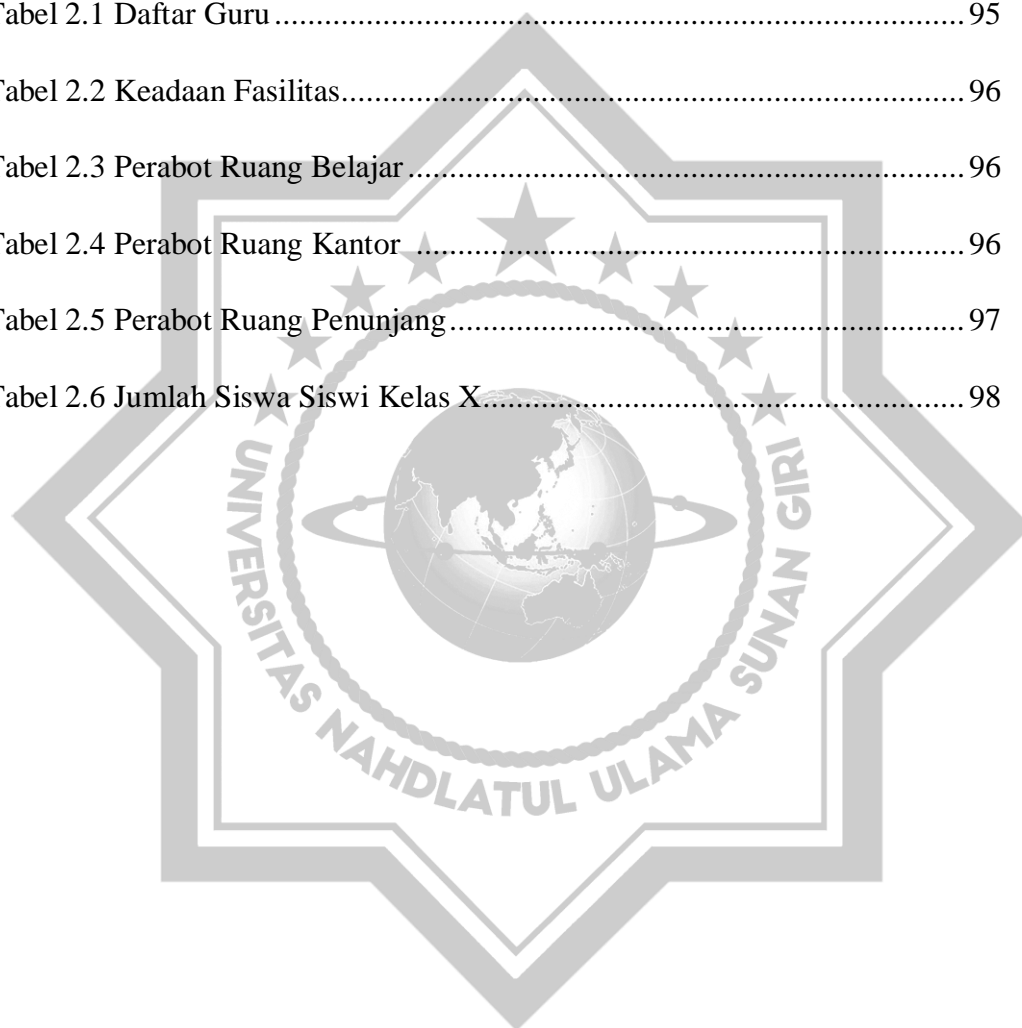 Tabel 2.1 Daftar Guru .................................................................................... 95
Tabel 2.2 Keadaan Fasilitas........................................................................... 96
Tabel 2.3 Perabot Ruang Belajar ................................................................... 96
Tabel 2.4 Perabot Ruang Kantor .................................................................. 96
Tabel 2.5 Perabot Ruang Penunjang .............................................................. 97
Tabel 2.6 Jumlah Siswa Siswi Kelas X.......................................................... 98
UNIVERSITAS NAHDLATUL ULAMA SUNAN GIRI